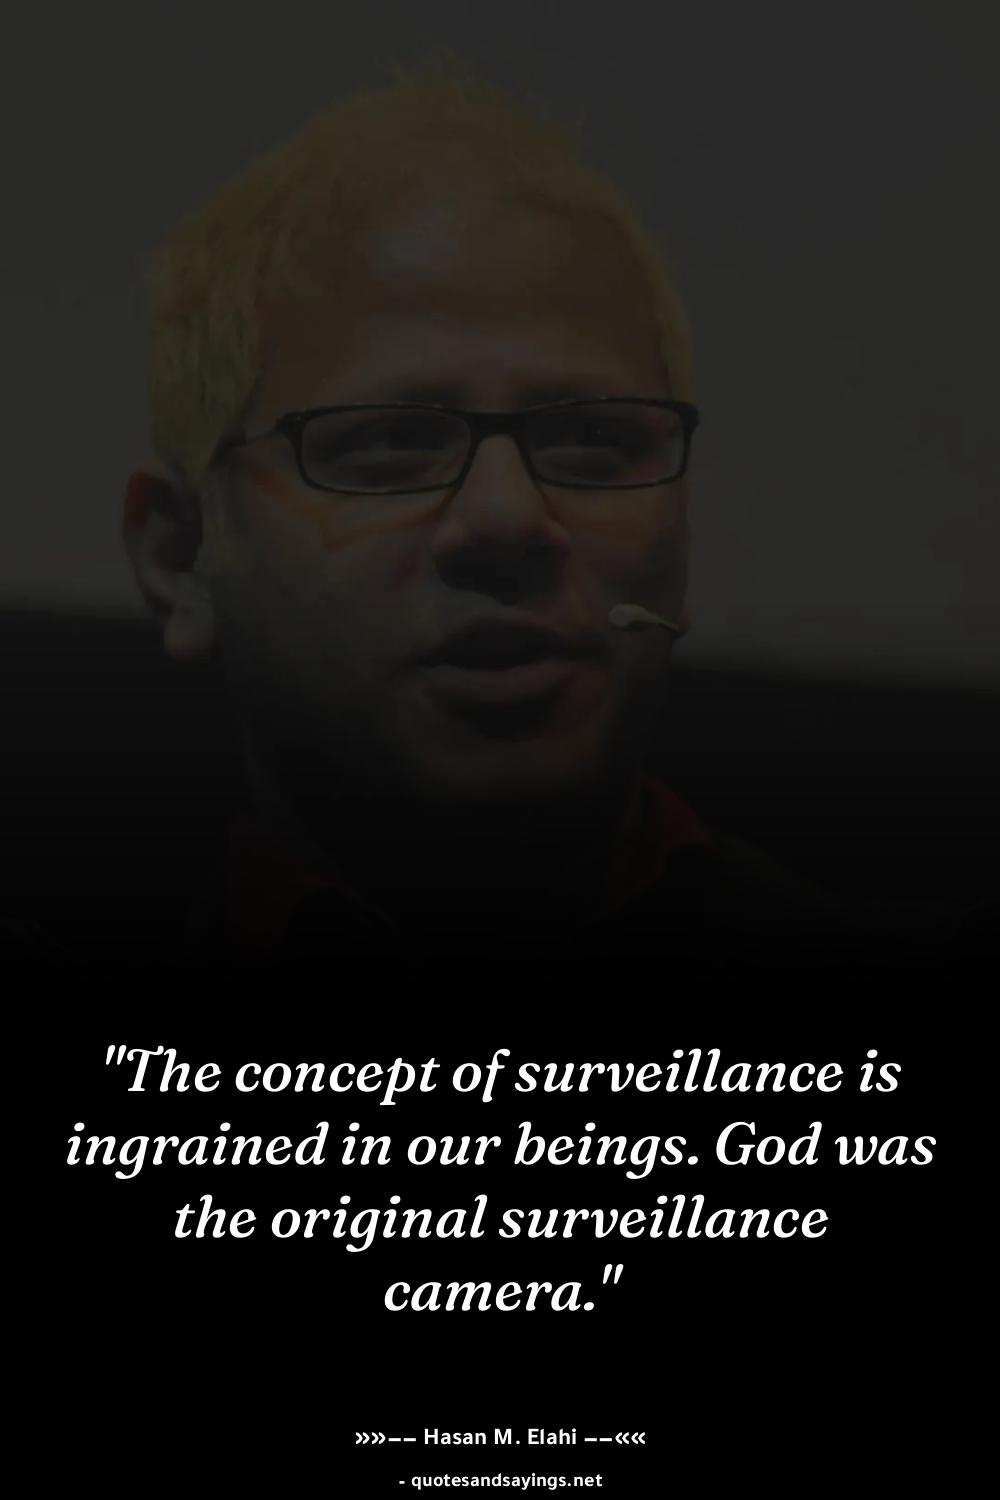 "The concept of surveillance is
ingrained in our beings. God was
the original surveillance
camera."
»»—— Hasan M. Elahi ——««
- quotesandsayings.net